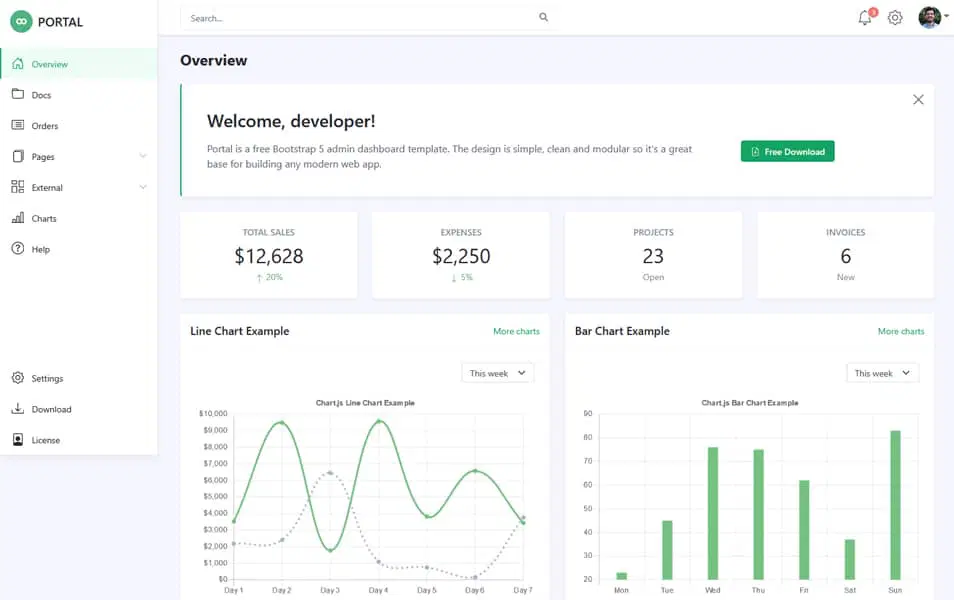 PORTAL
Search...
3
Overview
Docs
Orders
Pages
External
Charts
Help
Settings
Download
License
Overview
Welcome, developer!
Portal is a free Bootstrap 5 admin dashboard template. The design is simple, clean and modular so it's a great
base for building any modern web app.
Free Download
TOTAL SALES
$12,628
↑ 20%
EXPENSES
$2,250
↓ 5%
PROJECTS
23
Open
INVOICES
6
New
Line Chart Example
More charts
This week
Chart.js Line Chart Example
$10,000
$9,000
$8,000
$7,000
$6,000
$5,000
$4,000
$3,000
$2,000
$1,000
$0
Day 1 Day 2 Day 3 Day 4 Day 5 Day 6 Day 7
Bar Chart Example
More charts
This week
Chart.js Bar Chart Example
90
80
70
60
50
40
30
20
Mon Tue Wed Thu Fri Sat Sun